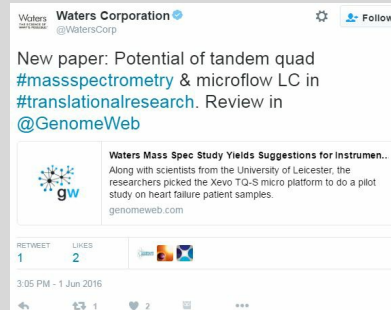 Waters Corporation
@WatersCorp
Follow
New paper: Potential of tandem quad
#massspectrometry & microflow LC in
#translationalresearch. Review in
@GenomeWeb
Waters Mass Spec Study Yields Suggestions for Instrumen...
Along with scientists from the University of Leicester, the
researchers picked the Xevo TQ-S micro platform to do a pilot
study on heart failure patient samples.
genomeweb.com
gw
RETWEET LIKES
1 2
3:05 PM - 1 Jun 2016
1 2